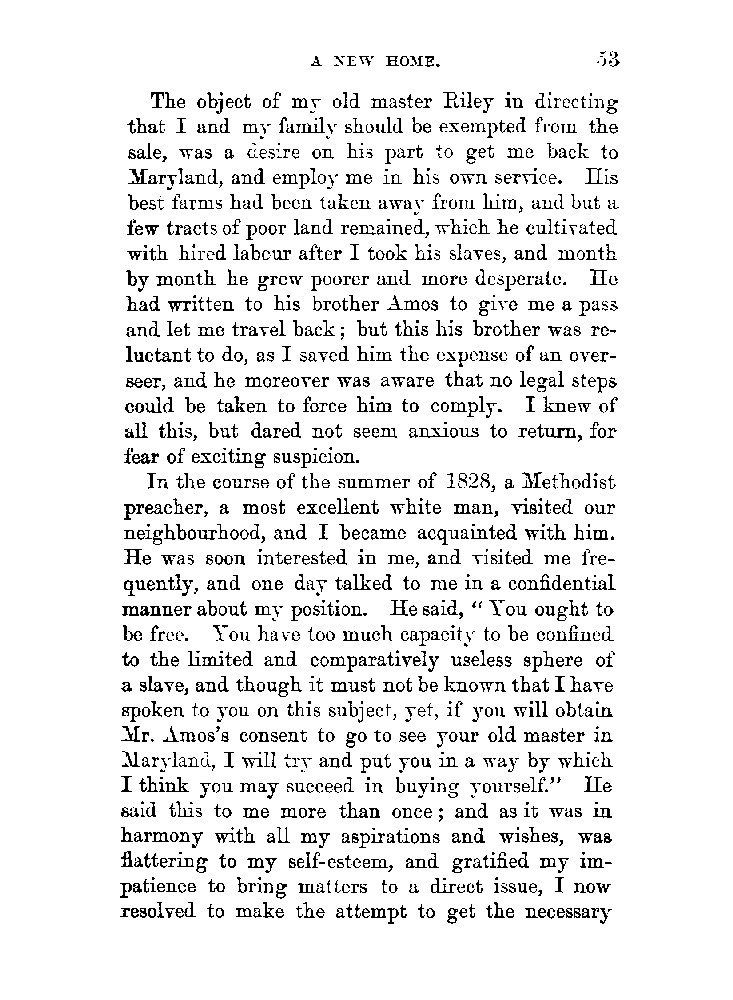 A NEW HOME. 53
The object of my old master Riley in directing
that I and my family should be exempted from the
sale, was a desire on his part to get me back to
Maryland, and employ me in his own service. His
best farms had been taken away from him, and but a
few tracts of poor land remained, which he cultivated
with hired labour after I took his slaves, and month
by month he grew poorer and more desperate. He
had written to his brother Amos to give me a pass
and let me travel back; but this his brother was re-
luctant to do, as I saved him the expense of an over-
seer, and he moreover was aware that no legal steps
could be taken to force him to comply. I knew of
all this, but dared not seem anxious to return, for
fear of exciting suspicion.
In the course of the summer of 1828, a Methodist
preacher, a most excellent white man, visited our
neighbourhood, and I became acquainted with him.
He was soon interested in me, and visited me fre-
quently, and one day talked to me in a confidential
manner about my position. He said, "You ought to
be free. You have too much capacity to be confined
to the limited and comparatively useless sphere of
a slave, and though it must not be known that I have
spoken to you on this subject, yet, if you will obtain
Mr. Amos's consent to go to see your old master in
Maryland, I will try and put you in a way by which
I think you may succeed in buying yourself." He
said this to me more than once; and as it was in
harmony with all my aspirations and wishes, was
flattering to my self-esteem, and gratified my im-
patience to bring matters to a direct issue, I now
resolved to make the attempt to get the necessary